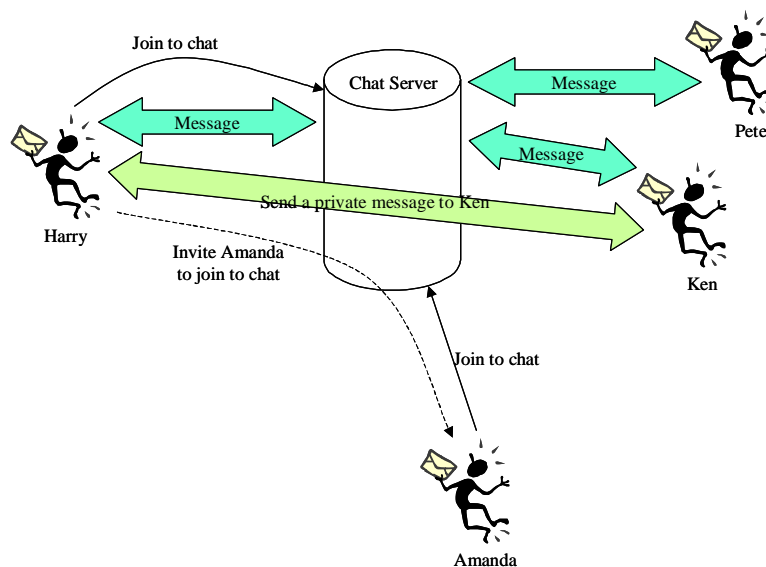 Join to chat
Chat Server
Message
Message
Pete
Message
Send a private message to Ken
Harry
Invite Amanda
to join to chat
Ken
Join to chat
Amanda